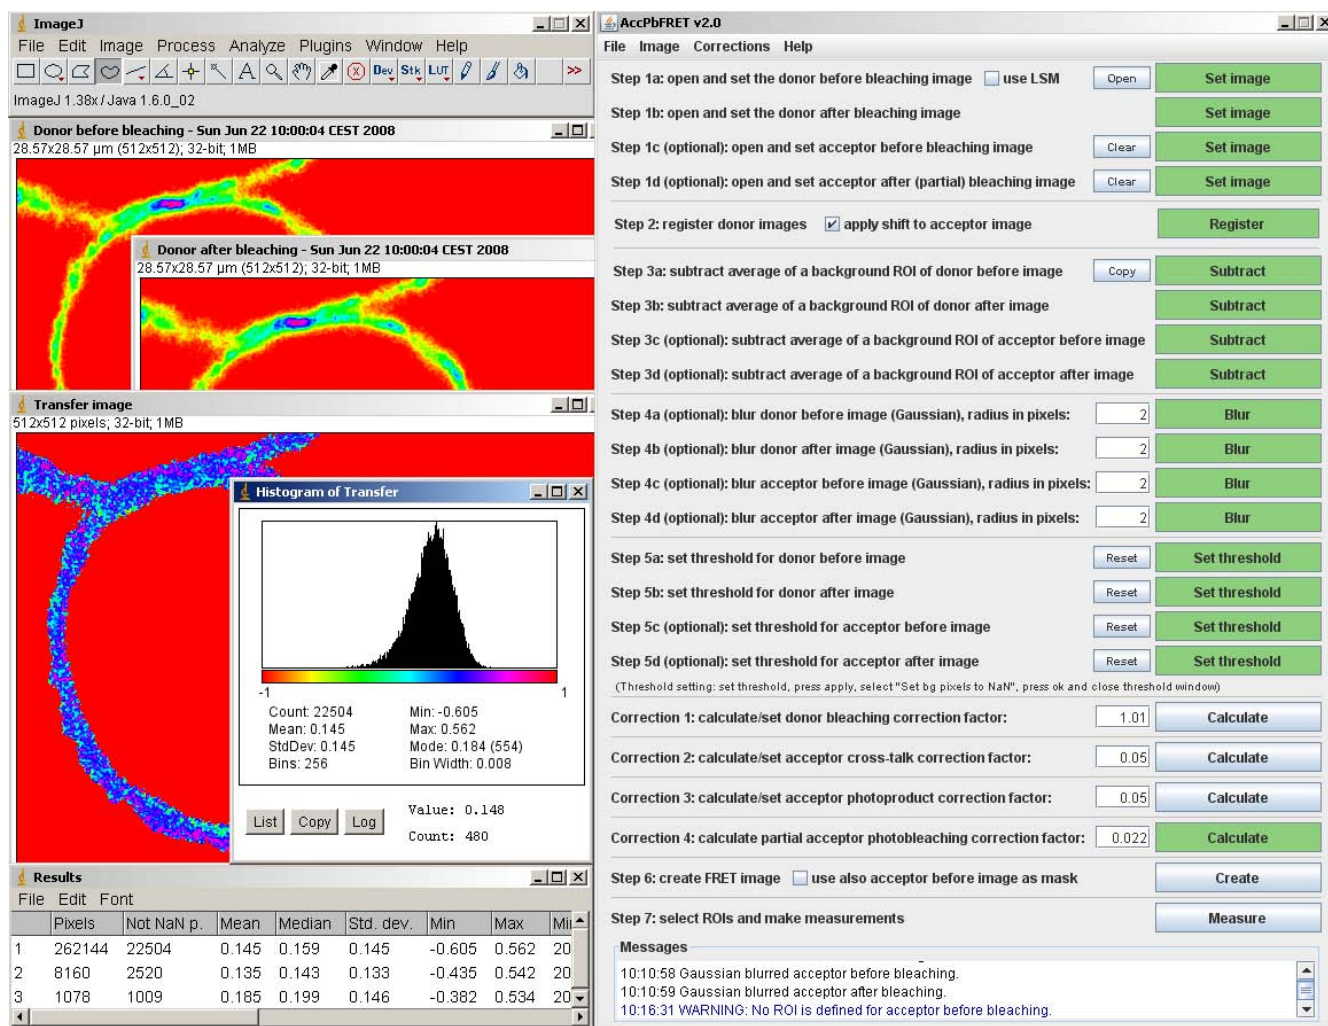 ImageJ
File Edit Image Process Analyze Plugins Window Help
A Dev Stk LUT >>
ImageJ 1.38x / Java 1.6.0_02
Donor before bleaching - Sun Jun 22 10:00:04 CEST 2008
28.57x28.57 µm (512x512); 32-bit; 1MB
Donor after bleaching - Sun Jun 22 10:00:04 CEST 2008
28.57x28.57 µm (512x512); 32-bit; 1MB
Transfer image
512x512 pixels; 32-bit; 1MB
Histogram of Transfer
-1 1
Count: 22504 Min: -0.605
Mean: 0.145 Max: 0.562
StdDev: 0.145 Mode: 0.184 (554)
Bins: 256 Bin Width: 0.008
List Copy Log
Value: 0.148
Count: 480
Results
File Edit Font
Pixels Not NaN p. Mean Median Std. dev. Min Max
1 262144 22504 0.145 0.159 0.145 -0.605 0.562 20
2 8160 2520 0.135 0.143 0.133 -0.435 0.542 20
3 1078 1009 0.185 0.199 0.146 -0.382 0.534 20
AccPbFRET v2.0
File Image Corrections Help
Step 1a: open and set the donor before bleaching image use LSM Open Set image
Step 1b: open and set the donor after bleaching image Set image
Step 1c (optional): open and set acceptor before bleaching image Clear Set image
Step 1d (optional): open and set acceptor after (partial) bleaching image Clear Set image
Step 2: register donor images apply shift to acceptor image Register
Step 3a: subtract average of a background ROI of donor before image Copy Subtract
Step 3b: subtract average of a background ROI of donor after image Subtract
Step 3c (optional): subtract average of a background ROI of acceptor before image Subtract
Step 3d (optional): subtract average of a background ROI of acceptor after image Subtract
Step 4a (optional): blur donor before image (Gaussian), radius in pixels: 2 Blur
Step 4b (optional): blur donor after image (Gaussian), radius in pixels: 2 Blur
Step 4c (optional): blur acceptor before image (Gaussian), radius in pixels: 2 Blur
Step 4d (optional): blur acceptor after image (Gaussian), radius in pixels: 2 Blur
Step 5a: set threshold for donor before image Reset Set threshold
Step 5b: set threshold for donor after image Reset Set threshold
Step 5c (optional): set threshold for acceptor before image Reset Set threshold
Step 5d (optional): set threshold for acceptor after image Reset Set threshold
(Threshold setting: set threshold, press apply, select "Set bg pixels to NaN", press ok and close threshold window)
Correction 1: calculate/set donor bleaching correction factor: 1.01 Calculate
Correction 2: calculate/set acceptor cross-talk correction factor: 0.05 Calculate
Correction 3: calculate/set acceptor photoproduct correction factor: 0.05 Calculate
Correction 4: calculate partial acceptor photobleaching correction factor: 0.022 Calculate
Step 6: create FRET image use also acceptor before image as mask Create
Step 7: select ROIs and make measurements Measure
Messages
10:10:58 Gaussian blurred acceptor before bleaching.
10:10:59 Gaussian blurred acceptor after bleaching.
10:16:31 WARNING: No ROI is defined for acceptor before bleaching.